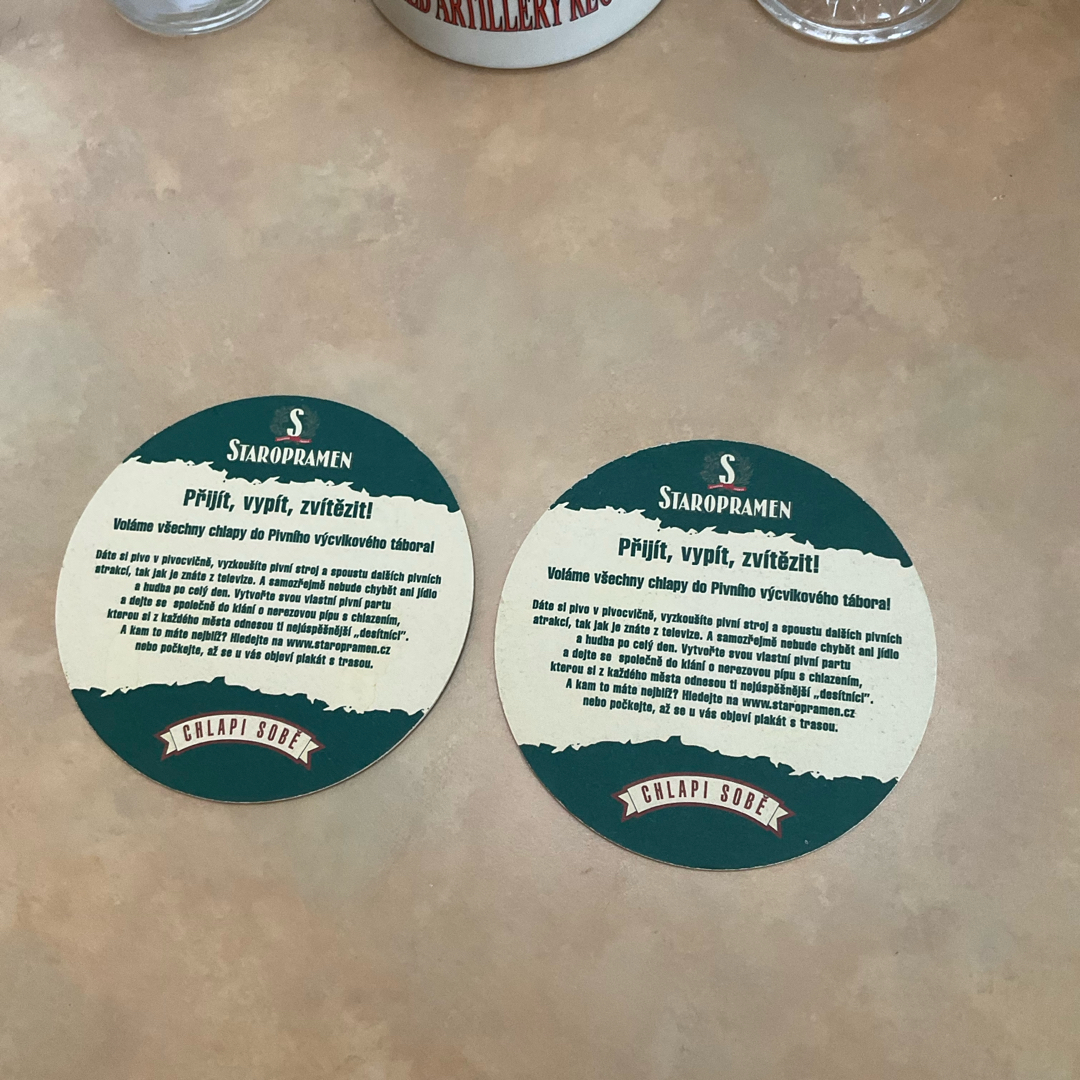 ARTILLERY
S
STAROPRAMEN
Přijít, vypít, zvítězit!
Voláme všechny chlapy do Pivního výcvikového tábora!
Dáte si pivo v pivocvičně, vyzkoušíte pivní stroj a spoustu dalších pivních
atrakcí, tak jak je znáte z televize. A samozřejmě nebude chybět ani jídlo
a hudba po celý den. Vytvořte svou vlastní pivní partu
a dejte se společně do klání o nerezovou pípu s chlazením,
kterou si z každého města odnesou ti nejúspěšnější „desítníci".
A kam to máte nejblíž? Hledejte na www.staropramen.cz
nebo počkejte, až se u vás objeví plakát s trasou.
CHLAPI SOBĚ
S
STAROPRAMEN
Přijít, vypít, zvítězit!
Voláme všechny chlapy do Pivního výcvikového tábora!
Dáte si pivo v pivocvičně, vyzkoušíte pivní stroj a spoustu dalších pivních
atrakcí, tak jak je znáte z televize. A samozřejmě nebude chybět ani jídlo
a hudba po celý den. Vytvořte svou vlastní pivní partu
a dejte se společně do klání o nerezovou pípu s chlazením,
kterou si z každého města odnesou ti nejúspěšnější „desítníci".
A kam to máte nejblíž? Hledejte na www.staropramen.cz
nebo počkejte, až se u vás objeví plakát s trasou.
CHLAPI SOBĚ